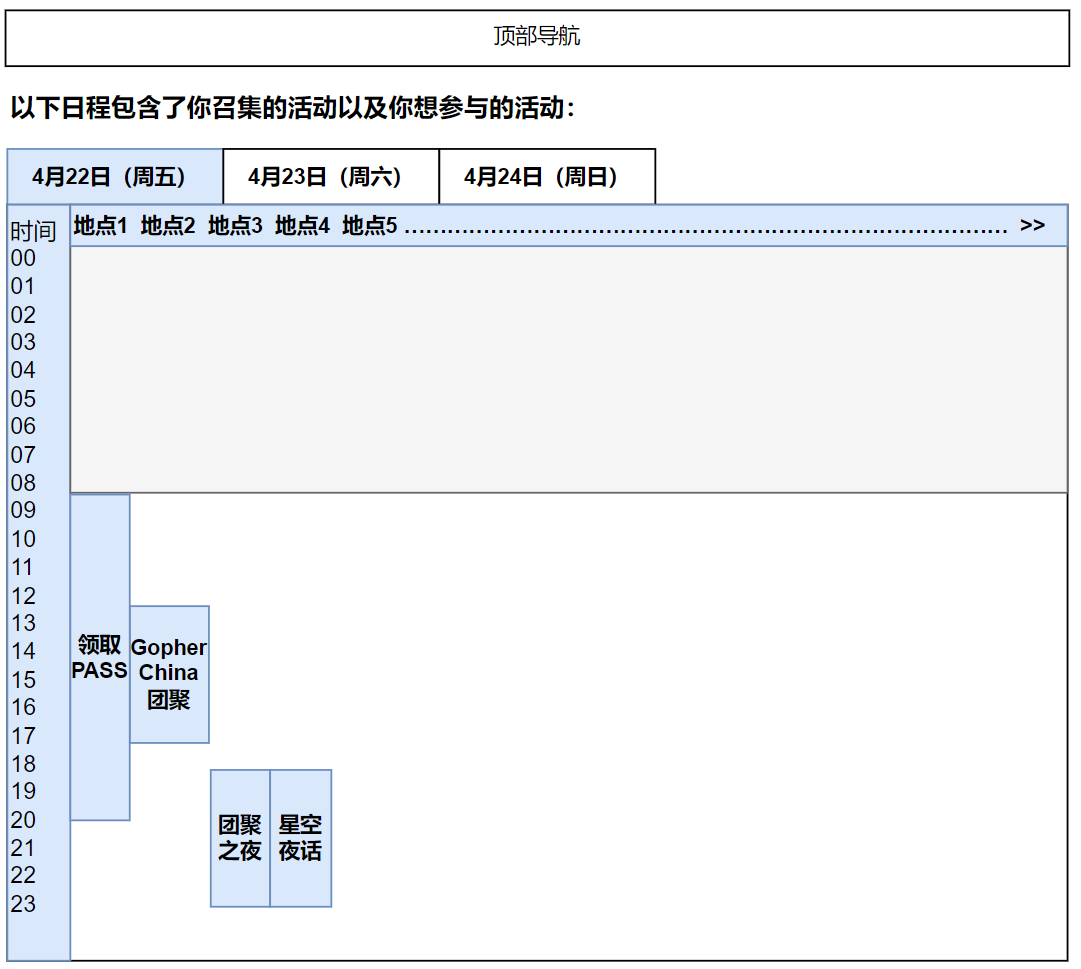 顶部导航
以下日程包含了你召集的活动以及你想参与的活动：
4月22日（周五） 4月23日（周六） 4月24日（周日）
时间 地点1 地点2 地点3 地点4 地点5 ………………………………………………………………………… >>
00
01
02
03
04
05
06
07
08
09
10
11
12
13
14
15
16
17
18
19
20
21
22
23
领取
PASS
Gopher
China
团聚
团聚
之夜
星空
夜话